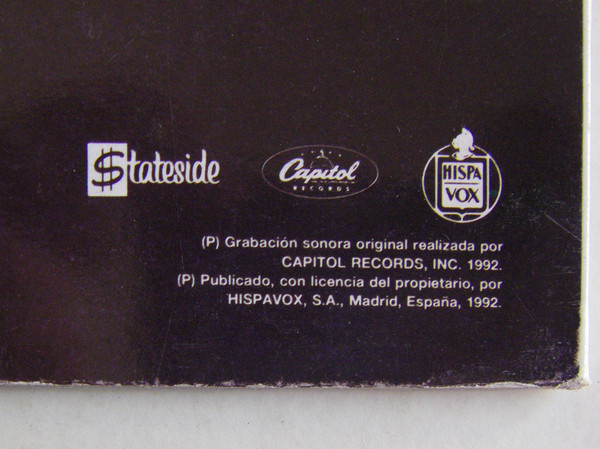 $tateside
Capitol
RECORDS
HISPA
VOX
(P) Grabación sonora original realizada por
CAPITOL RECORDS, INC. 1992.
(P) Publicado, con licencia del propietario, por
HISPAVOX, S.A., Madrid, España, 1992.